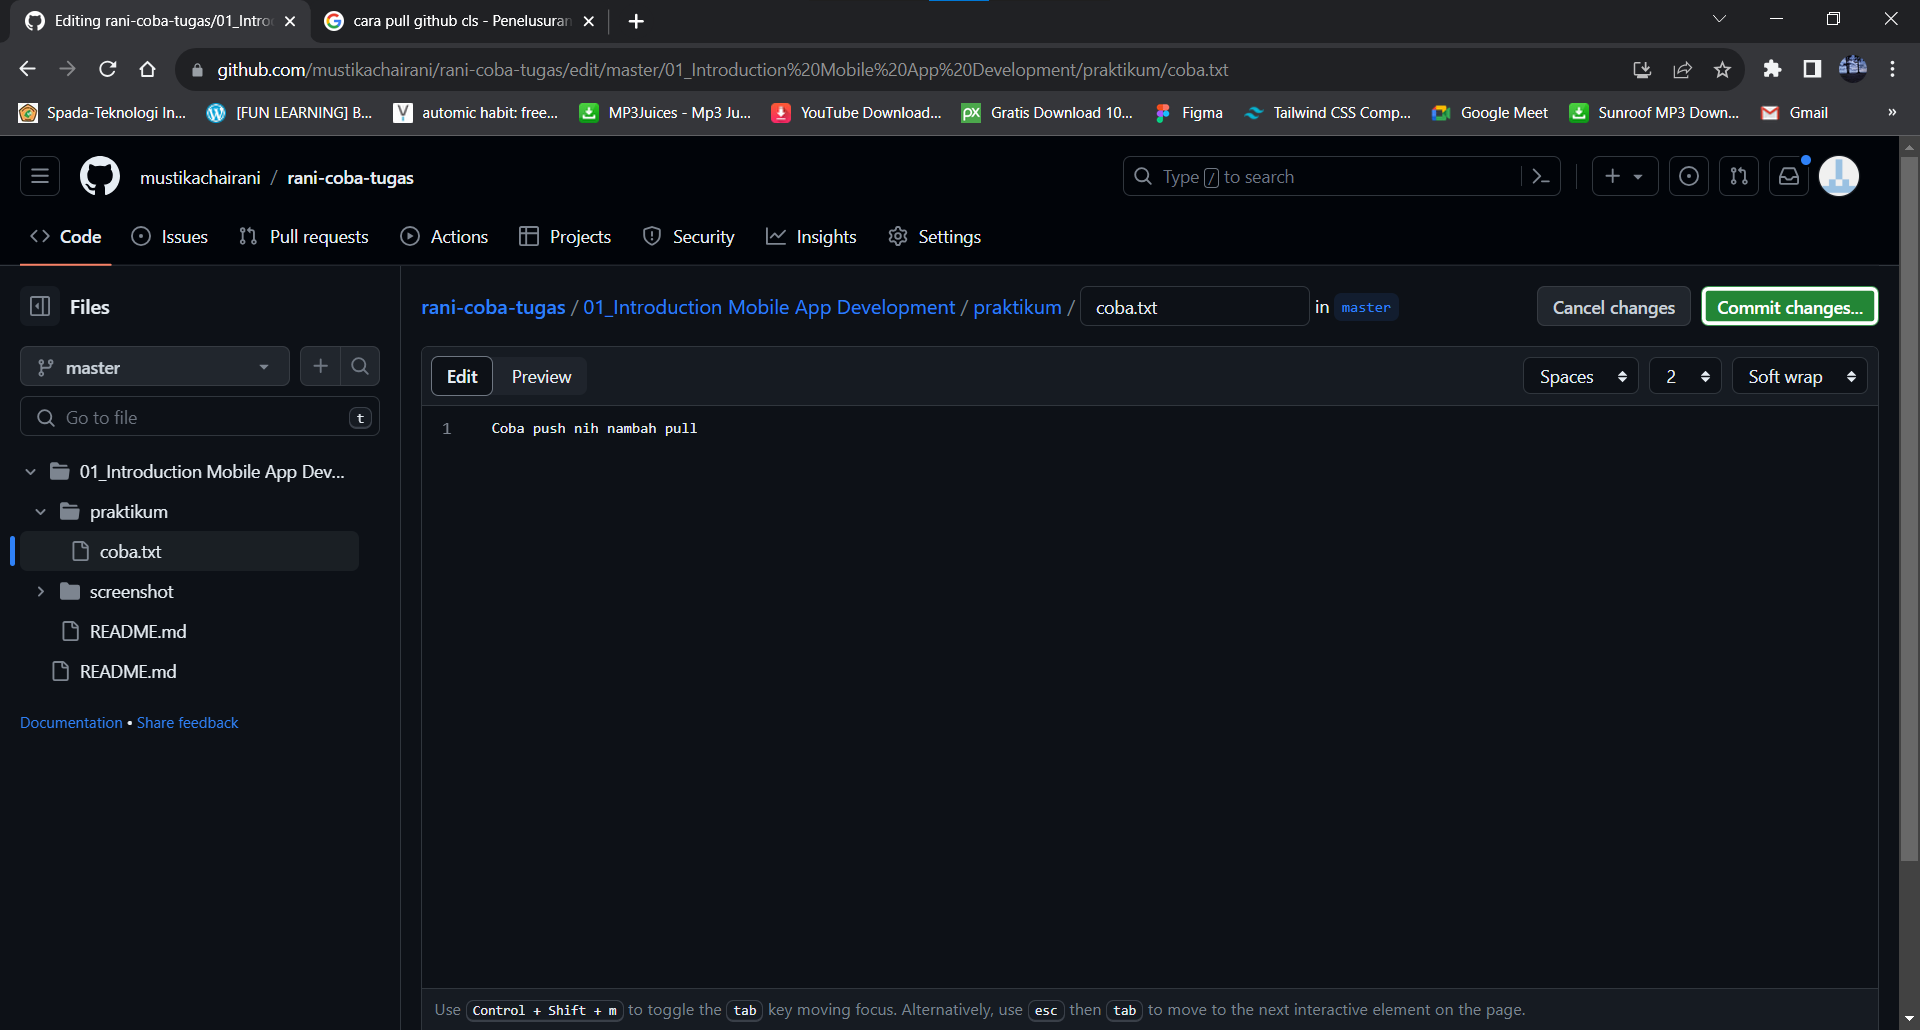 Editing rani-coba-tugas/01_Intro
cara pull github cls - Penelusuran
github.com/mustikachairani/rani-coba-tugas/edit/master/01_Introduction%20Mobile%20App%20Development/praktikum/coba.txt
Spada-Teknologi In... [FUN LEARNING] B... automic habit: free... MP3Juices - Mp3 Ju... YouTube Download... Gratis Download 10... Figma Tailwind CSS Comp... Google Meet Sunroof MP3 Down... Gmail »
mustikachairani / rani-coba-tugas
Type / to search
Code Issues Pull requests Actions Projects Security Insights Settings
Files
rani-coba-tugas / 01_Introduction Mobile App Development / praktikum / coba.txt in master
Cancel changes Commit changes...
master
Go to file t
Edit Preview
Spaces 2 Soft wrap
1 Coba push nih nambah pull
01_Introduction Mobile App Dev...
praktikum
coba.txt
screenshot
README.md
README.md
Documentation • Share feedback
Use Control + Shift + m to toggle the tab key moving focus. Alternatively, use esc then tab to move to the next interactive element on the page.